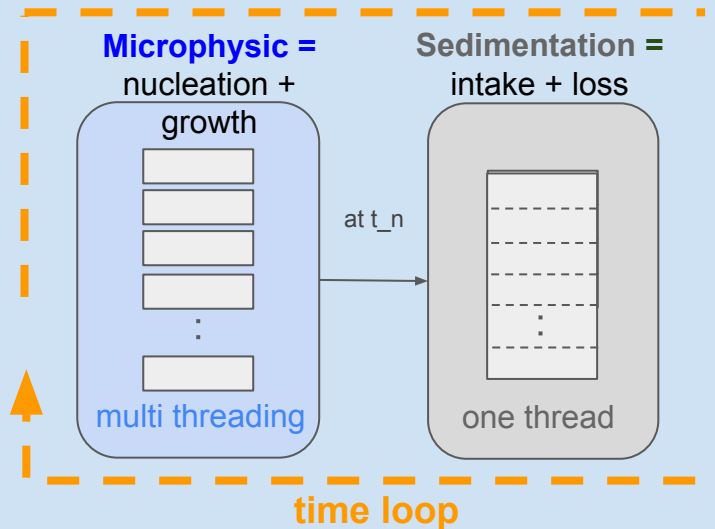 Microphysic =
nucleation +
growth
multi threading
at t_n
Sedimentation =
intake + loss
one thread
time loop